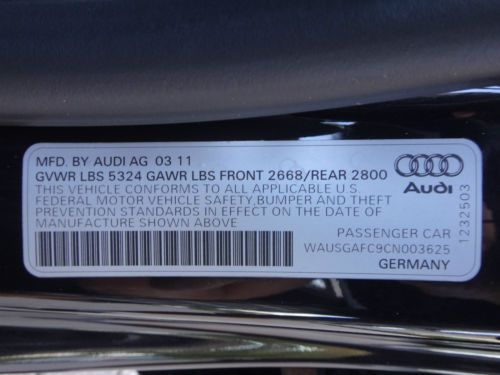 MFD. BY AUDI AG 03 11
GVWR LBS 5324 GAWR LBS FRONT 2668/REAR 2800
THIS VEHICLE CONFORMS TO ALL APPLICABLE U.S.
FEDERAL MOTOR VEHICLE SAFETY,BUMPER AND THEFT
PREVENTION STANDARDS IN EFFECT ON THE DATE OF
MANUFACTURE SHOWN ABOVE
Audi
1232503
PASSENGER CAR
WAUSGAFC9CN003625
GERMANY